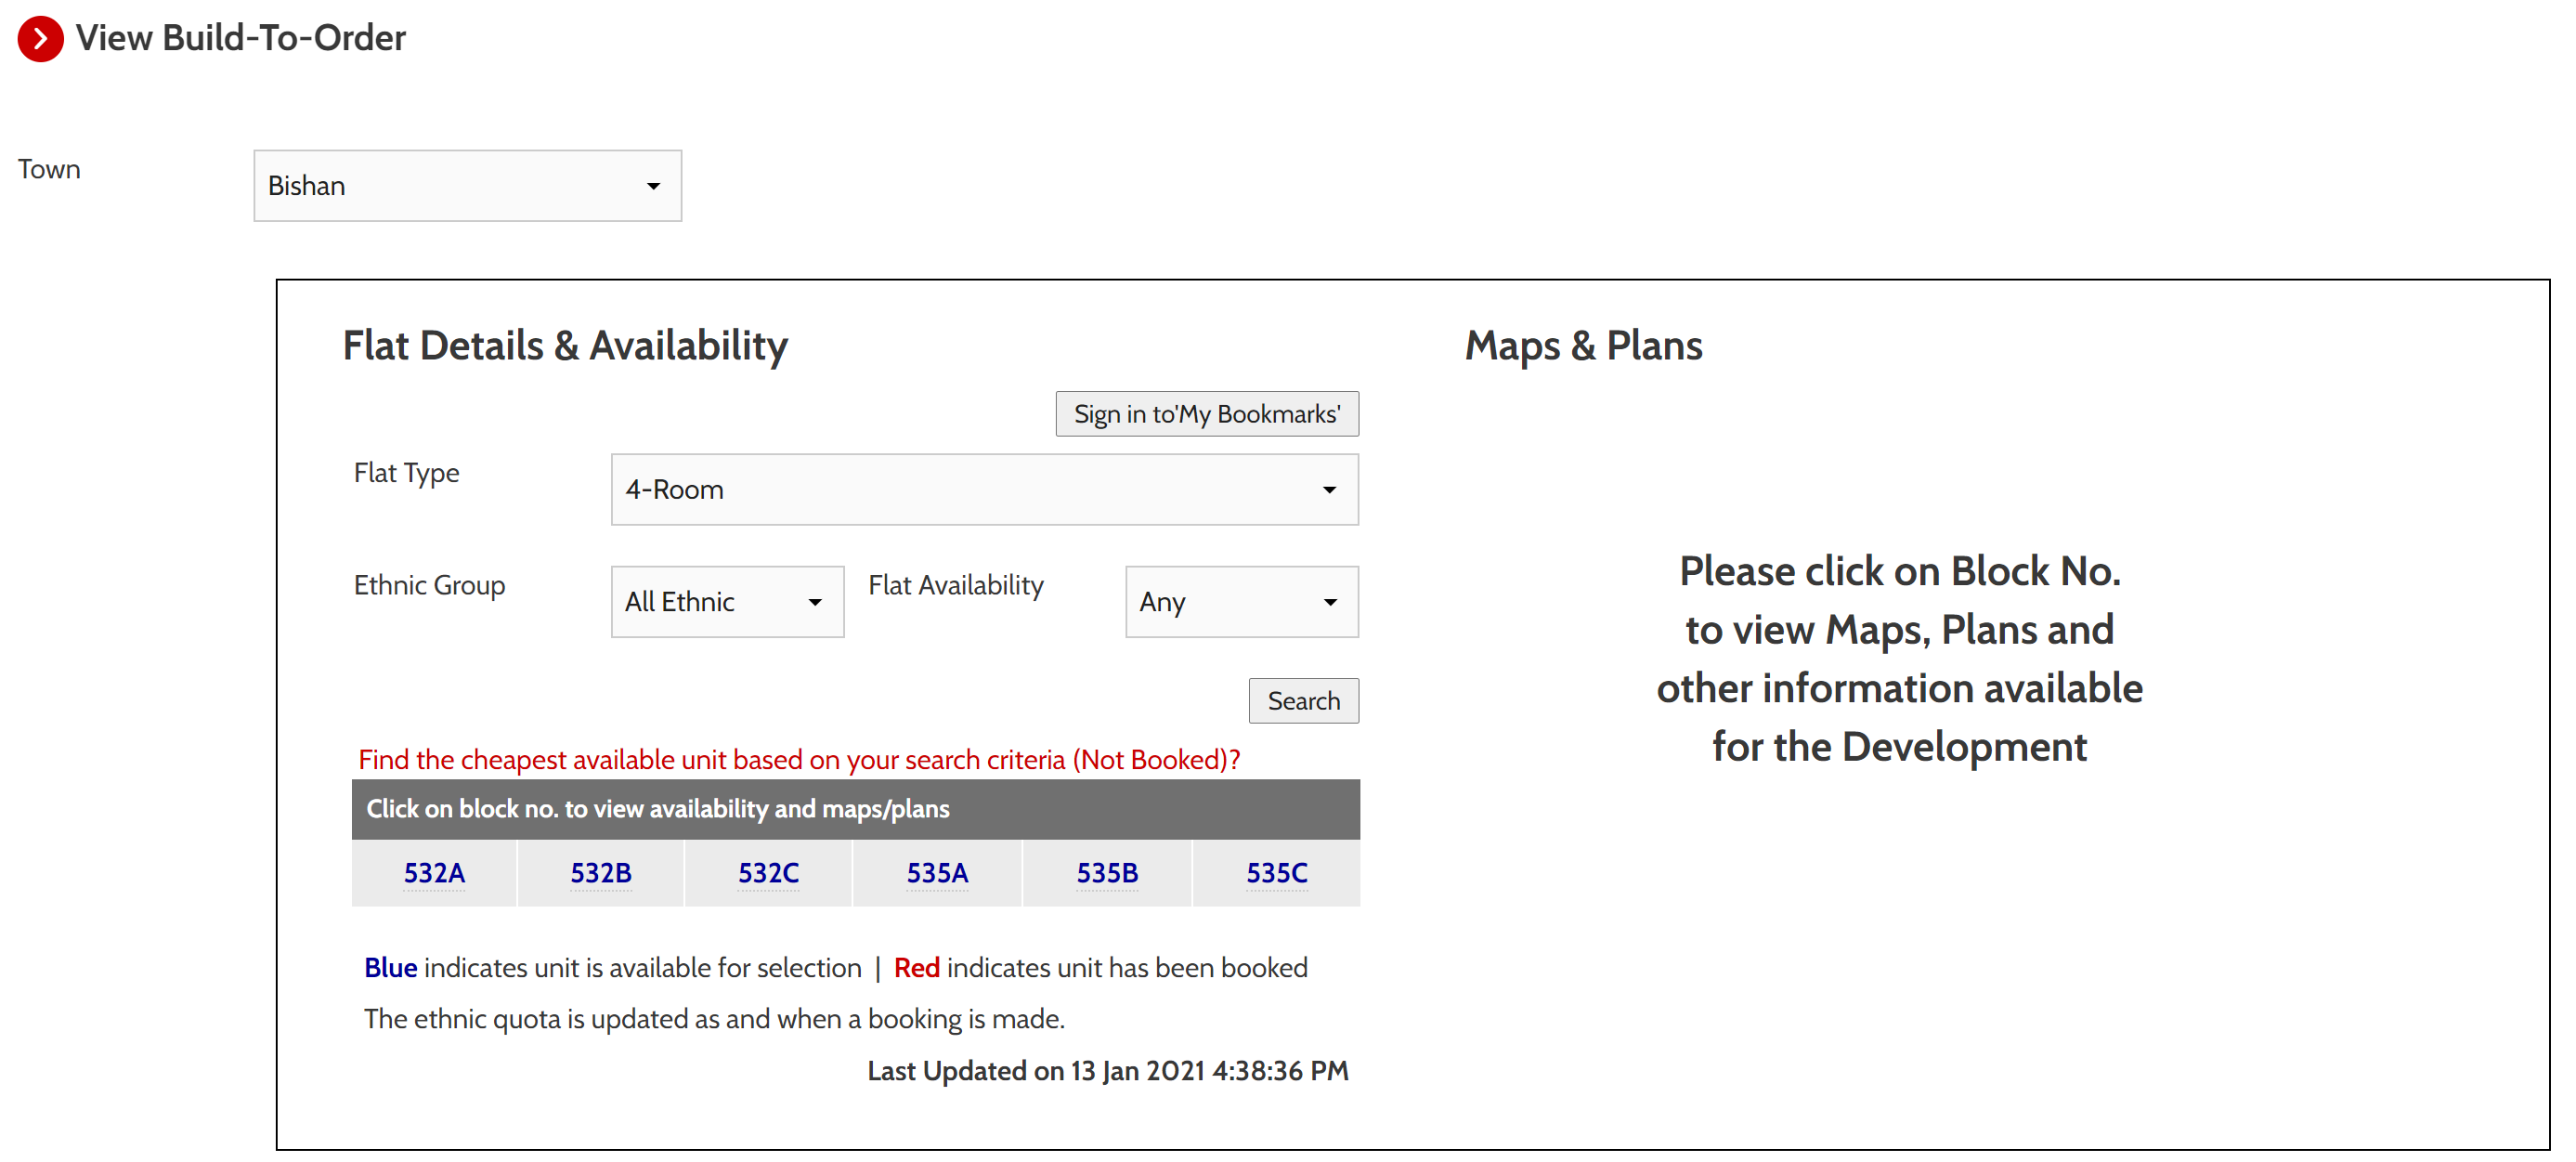 View Build-To-Order
Town
Bishan
Flat Details & Availability
Sign in to'My Bookmarks'
Flat Type
4-Room
Ethnic Group
All Ethnic
Flat Availability
Any
Search
Find the cheapest available unit based on your search criteria (Not Booked)?
Click on block no. to view availability and maps/plans
532A 532B 532C 535A 535B 535C
Blue indicates unit is available for selection | Red indicates unit has been booked
The ethnic quota is updated as and when a booking is made.
Last Updated on 13 Jan 2021 4:38:36 PM
Maps & Plans
Please click on Block No.
to view Maps, Plans and
other information available
for the Development